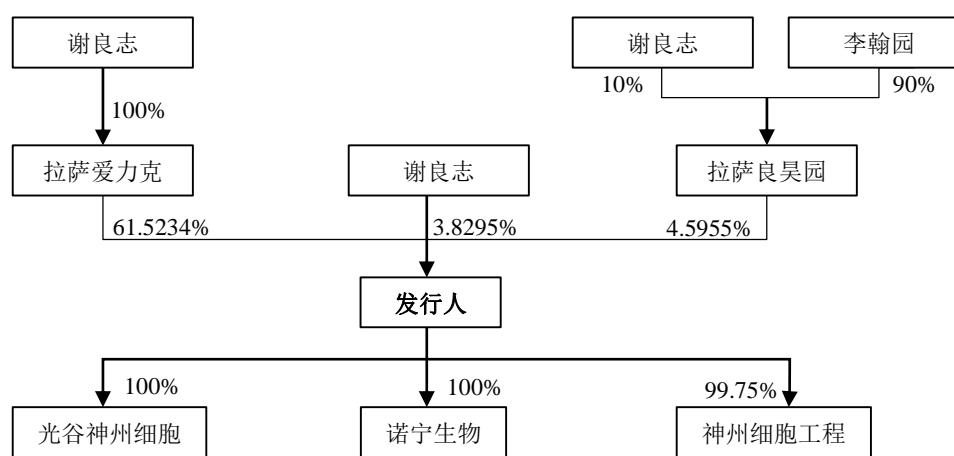 谢良志
谢良志
李翰园
10%
90%
100%
拉萨爱力克
谢良志
拉萨良昊园
61.5234%
3.8295%
4.5955%
发行人
100%
100%
99.75%
光谷神州细胞
诺宁生物
神州细胞工程